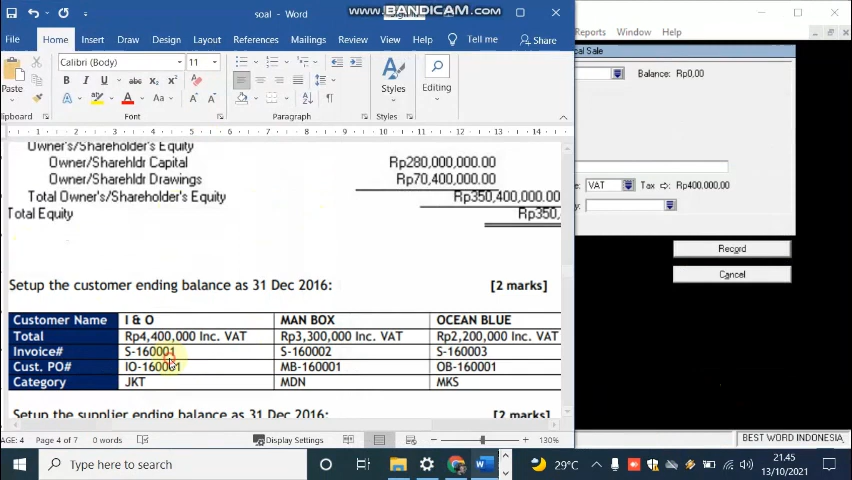 soal - Word
www.BANDICAM.com
File Home Insert Draw Design Layout References Mailings Review View Help Tell me Share
Reports Window Help
Calibri (Body) 11
Paste
Styles
Editing
Clipboard
Font
Paragraph
Styles
Balance: Rp0,00
VAT Tax Rp400.000,00
Record
Cancel
Owner's/Shareholder's Equity
Owner/Sharehldr Capital Rp280,000,000.00
Owner/Sharehldr Drawings Rp70,400,000.00
Total Owner's/Shareholder's Equity Rp350,400,000.00
Total Equity Rp350,
Setup the customer ending balance as 31 Dec 2016: [2 marks]
Customer Name I & O MAN BOX OCEAN BLUE
Total Rp4,400,000 Inc. VAT Rp3,300,000 Inc. VAT Rp2,200,000 Inc. VAT
Invoice# S-160001 S-160002 S-160003
Cust. PO# IO-160001 MB-160001 OB-160001
Category JKT MDN MKS
Setup the supplier ending balance as 31 Dec 2016: [2 marks]
AGE: 4 Page 4 of 7 0 words Display Settings 130%
BEST WORD INDONESIA
Type here to search
29°C
21.45
13/10/2021